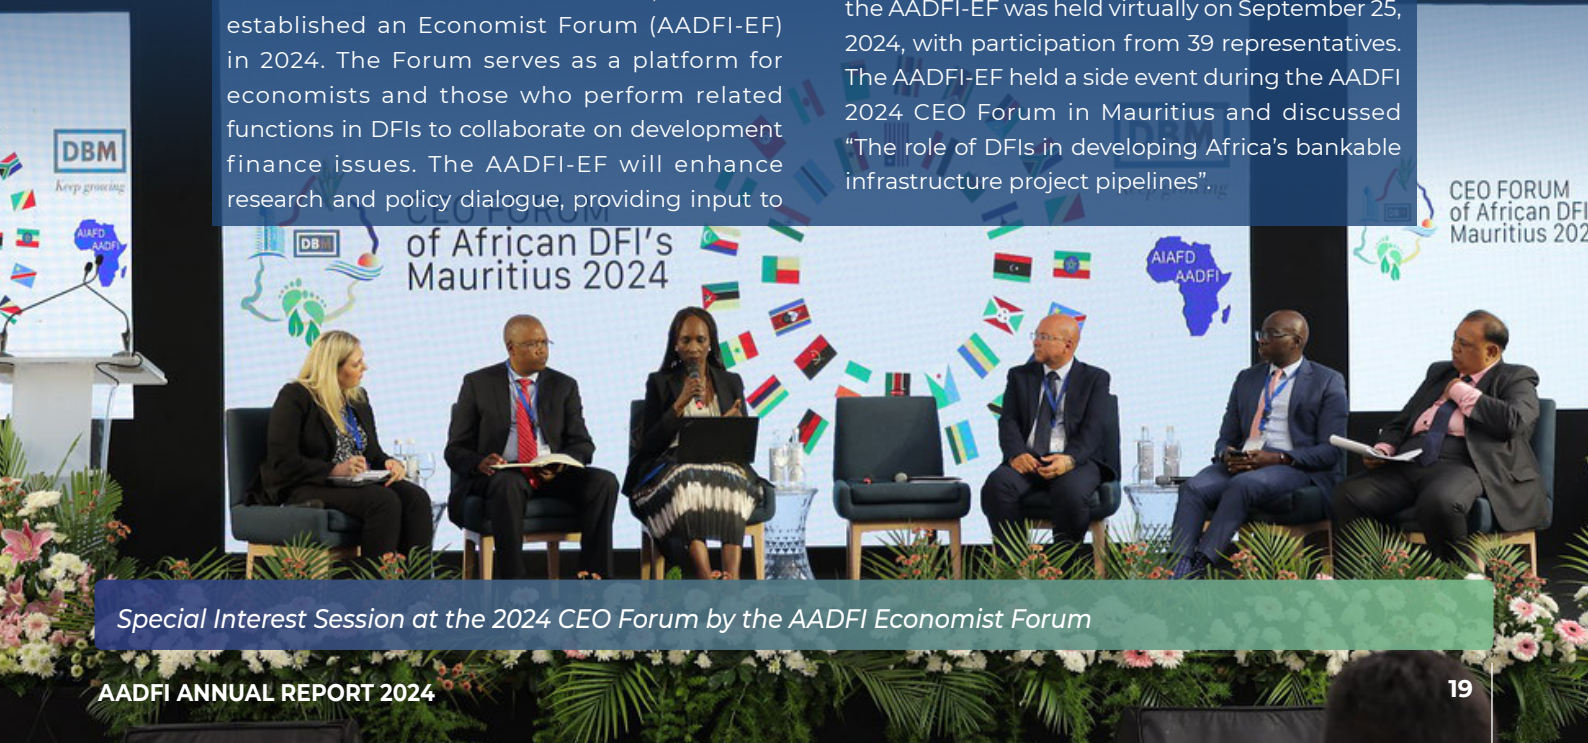 established an Economist Forum (AADFI-EF)
in 2024. The Forum serves as a platform for
economists and those who perform related
functions in DFIs to collaborate on development
finance issues. The AADFI-EF will enhance
research and policy dialogue, providing input to
the AADFI-EF was held virtually on September 25,
2024, with participation from 39 representatives.
The AADFI-EF held a side event during the AADFI
2024 CEO Forum in Mauritius and discussed
“The role of DFIs in developing Africa’s bankable
infrastructure project pipelines”.
DBM
Keep growing
AIAFD
AADFI
DBM
CEO FORUM
of African DFI's
Mauritius 2024
DBM
AIAFD
AADFI
CEO FORUM
of African DFI
Mauritius 202
Special Interest Session at the 2024 CEO Forum by the AADFI Economist Forum
AADFI ANNUAL REPORT 2024
19